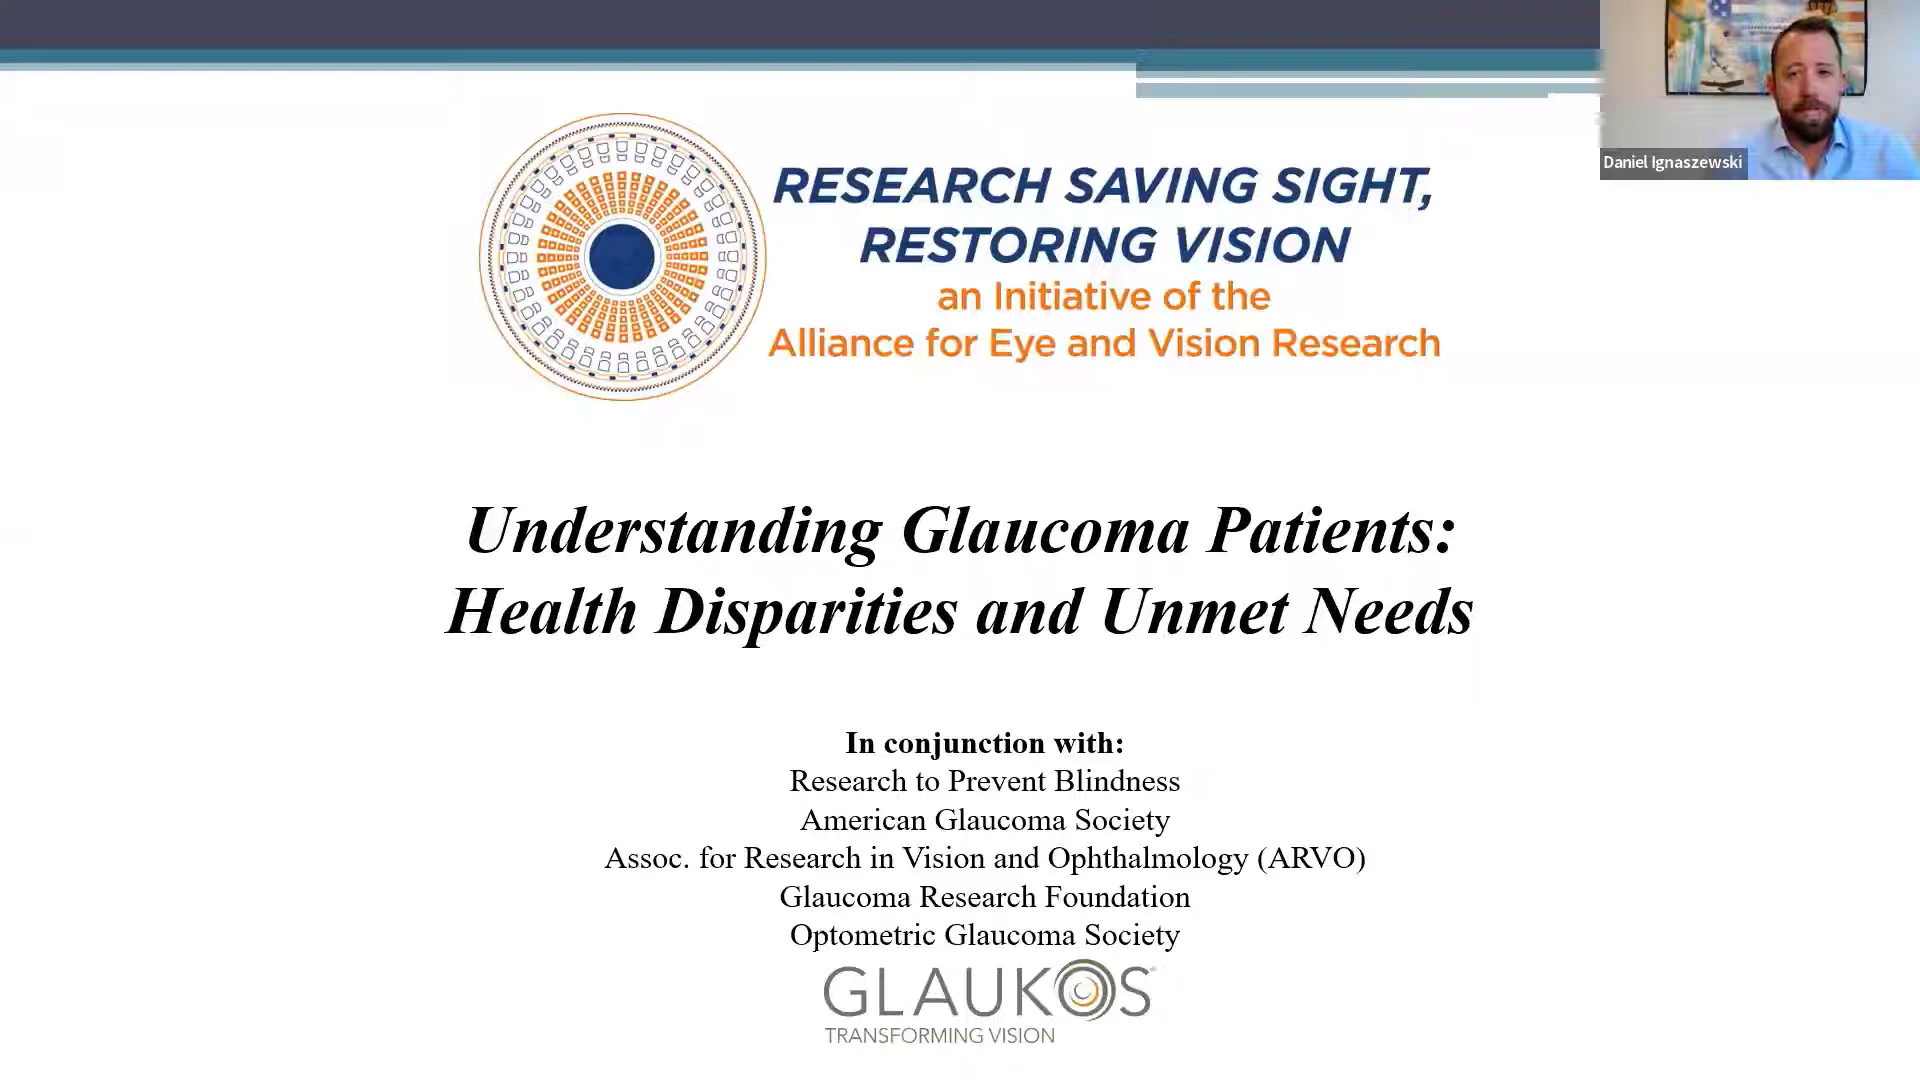 RESEARCH SAVING SIGHT,
RESTORING VISION
an Initiative of the
Alliance for Eye and Vision Research
Daniel Ignaszewski
Understanding Glaucoma Patients:
Health Disparities and Unmet Needs
In conjunction with:
Research to Prevent Blindness
American Glaucoma Society
Assoc. for Research in Vision and Ophthalmology (ARVO)
Glaucoma Research Foundation
Optometric Glaucoma Society
GLAUKOS
TRANSFORMING VISION